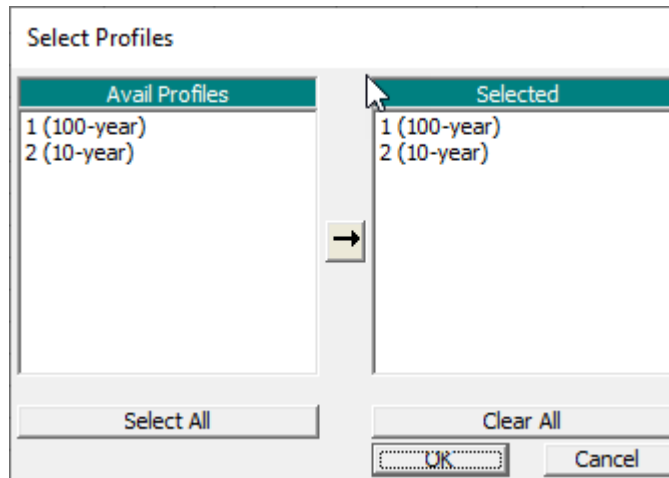 Select Profiles
Avail Profiles
1 (100-year)
2 (10-year)
Selected
1 (100-year)
2 (10-year)
Select All
Clear All
OK
Cancel